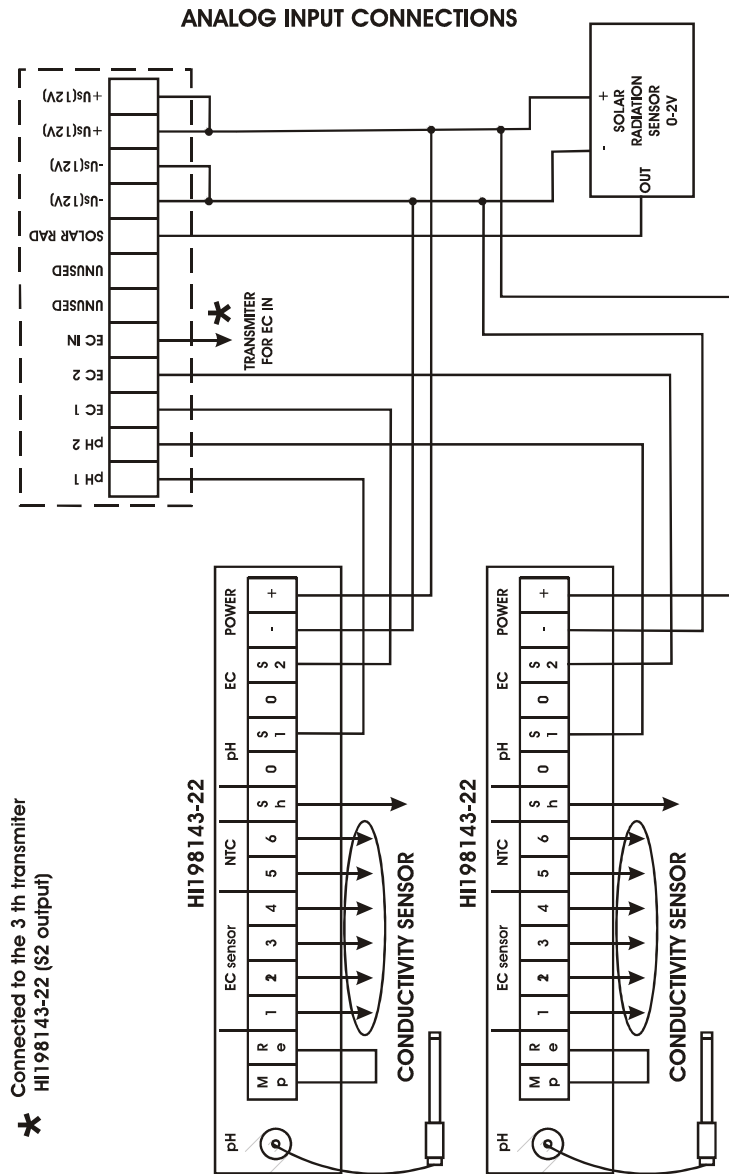 ANALOG INPUT CONNECTIONS
+Us(12V)
+Us(12V)
-Us(12V)
-Us(12V)
SOLAR RAD
UNUSED
UNUSED
EC IN
EC 2
EC 1
pH 2
pH 1
+
-
SOLAR
RADIATION
SENSOR
0-2V
OUT
*
TRANSMITER
FOR EC IN
HI198143-22
POWER
EC
pH
NTC
EC sensor
pH
+
-
S 2
0
S 1
0
S h
6
5
4
3
2
1
R e
M p
CONDUCTIVITY SENSOR
HI198143-22
POWER
EC
pH
NTC
EC sensor
pH
+
-
S 2
0
S 1
0
S h
6
5
4
3
2
1
R e
M p
CONDUCTIVITY SENSOR
* Connected to the 3 th transmiter
HI198143-22 (S2 output)